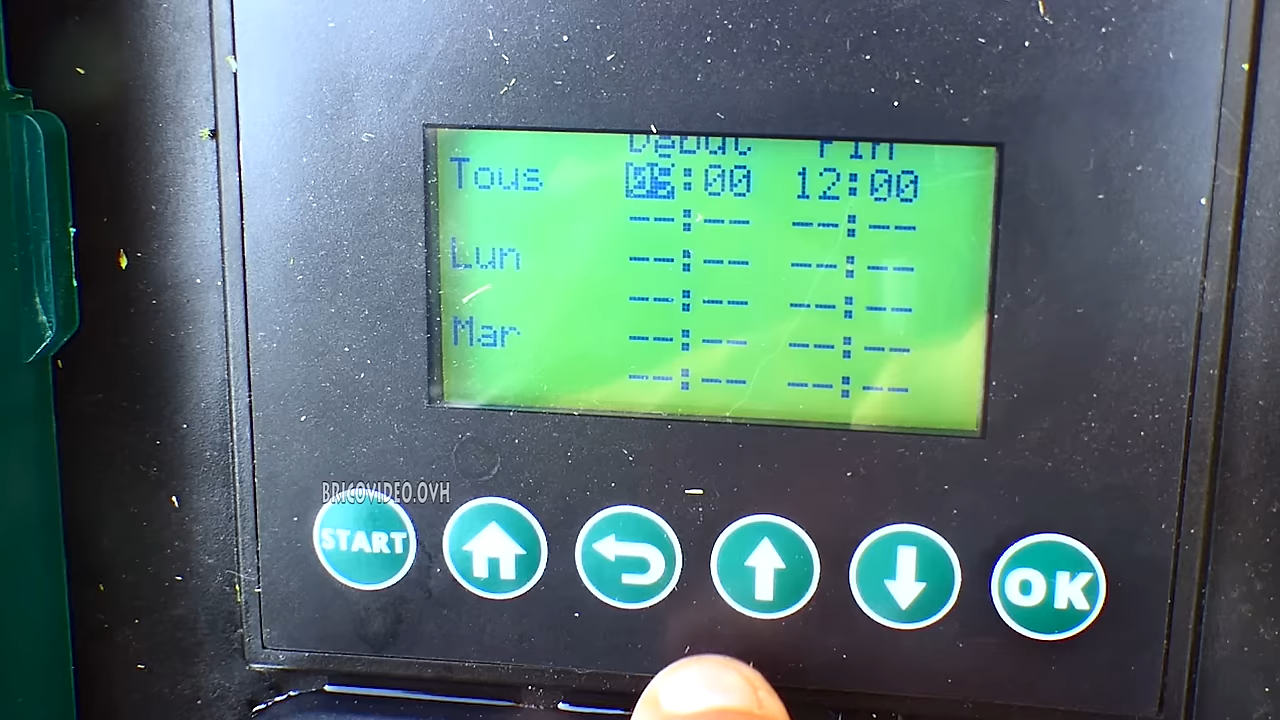 Début Fin
Tous :00 12:00
--:-- --:--
Lun --:-- --:--
--:-- --:--
Mar --:-- --:--
--:-- --:--
BRICOVIDEO.OVH
START
OK